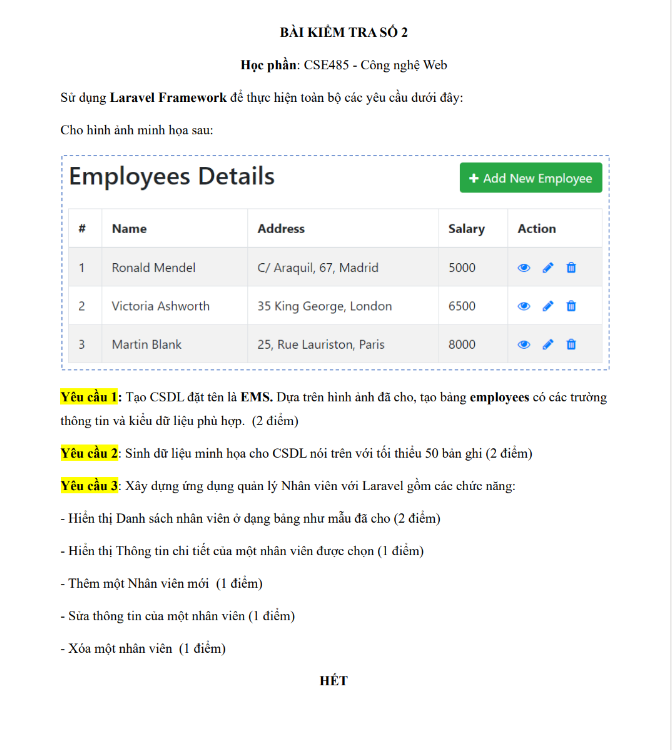 BÀI KIỂM TRA SỐ 2
Học phần: CSE485 - Công nghệ Web
Sử dụng Laravel Framework để thực hiện toàn bộ các yêu cầu dưới đây:
Cho hình ảnh minh họa sau:
Employees Details
+ Add New Employee
# Name Address Salary Action
1 Ronald Mendel C/ Araquil, 67, Madrid 5000
2 Victoria Ashworth 35 King George, London 6500
3 Martin Blank 25, Rue Lauriston, Paris 8000
Yêu cầu 1: Tạo CSDL đặt tên là EMS. Dựa trên hình ảnh đã cho, tạo bảng employees có các trường
thông tin và kiểu dữ liệu phù hợp. (2 điểm)
Yêu cầu 2: Sinh dữ liệu minh họa cho CSDL nói trên với tối thiểu 50 bản ghi (2 điểm)
Yêu cầu 3: Xây dựng ứng dụng quản lý Nhân viên với Laravel gồm các chức năng:
- Hiển thị Danh sách nhân viên ở dạng bảng như mẫu đã cho (2 điểm)
- Hiển thị Thông tin chi tiết của một nhân viên được chọn (1 điểm)
- Thêm một Nhân viên mới (1 điểm)
- Sửa thông tin của một nhân viên (1 điểm)
- Xóa một nhân viên (1 điểm)
HẾT